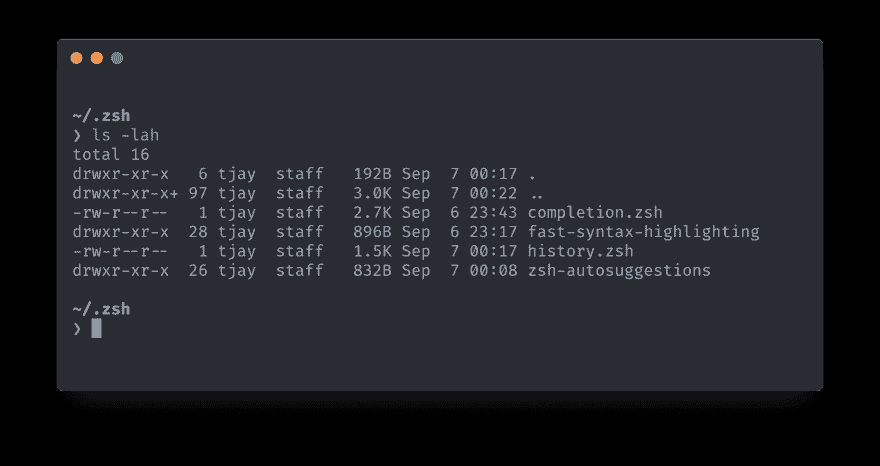 ~/.zsh
❯ ls -lah
total 16
drwxr-xr-x   6 tjay  staff   192B Sep  7 00:17 .
drwxr-xr-x+ 97 tjay  staff   3.0K Sep  7 00:22 ..
-rw-r--r--   1 tjay  staff   2.7K Sep  6 23:43 completion.zsh
drwxr-xr-x  28 tjay  staff   896B Sep  6 23:17 fast-syntax-highlighting
-rw-r--r--   1 tjay  staff   1.5K Sep  7 00:17 history.zsh
drwxr-xr-x  26 tjay  staff   832B Sep  7 00:08 zsh-autosuggestions
~/.zsh
❯